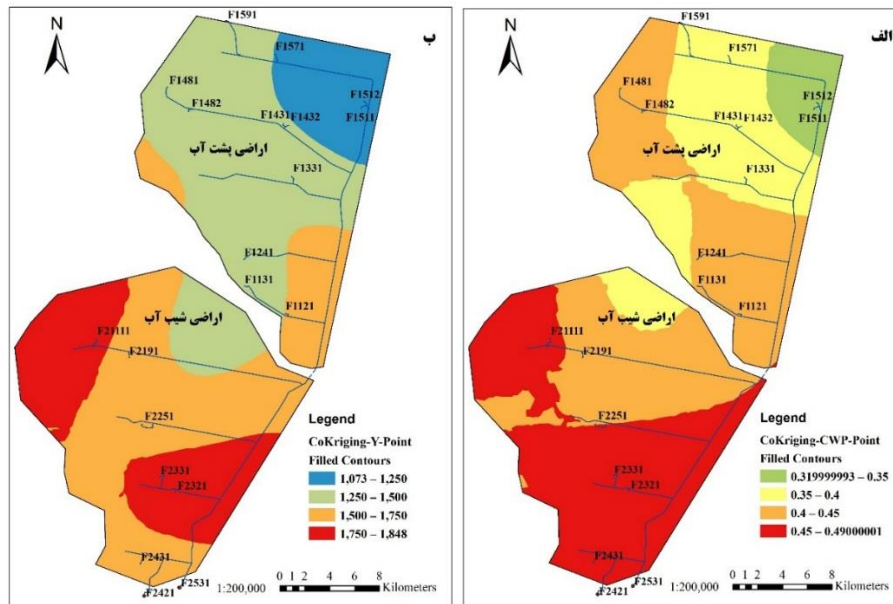 N
ب
F1591
F1571
F1481
F1482
F1512
F1431
F1432
F1511
اراضی پشت آب
F1331
F1241
F1131
F1121
اراضی شیب آب
F21111
F2191
F2251
F2331
F2321
F2431
F2531
F2421
Legend
CoKriging-Y-Point
Filled Contours
1,073 – 1,250
1,250 – 1,500
1,500 – 1,750
1,750 – 1,848
1:200,000
0 1 2 4 6 8
Kilometers
N
الف
F1591
F1571
F1481
F1482
F1512
F1431
F1432
F1511
اراضی پشت آب
F1331
F1241
F1131
F1121
اراضی شیب آب
F21111
F2191
F2251
F2331
F2321
F2431
F2531
F2421
Legend
CoKriging-CWP-Point
Filled Contours
0.319999993 – 0.35
0.35 – 0.4
0.4 – 0.45
0.45 – 0.49000001
1:200,000
0 1 2 4 6 8
Kilometers